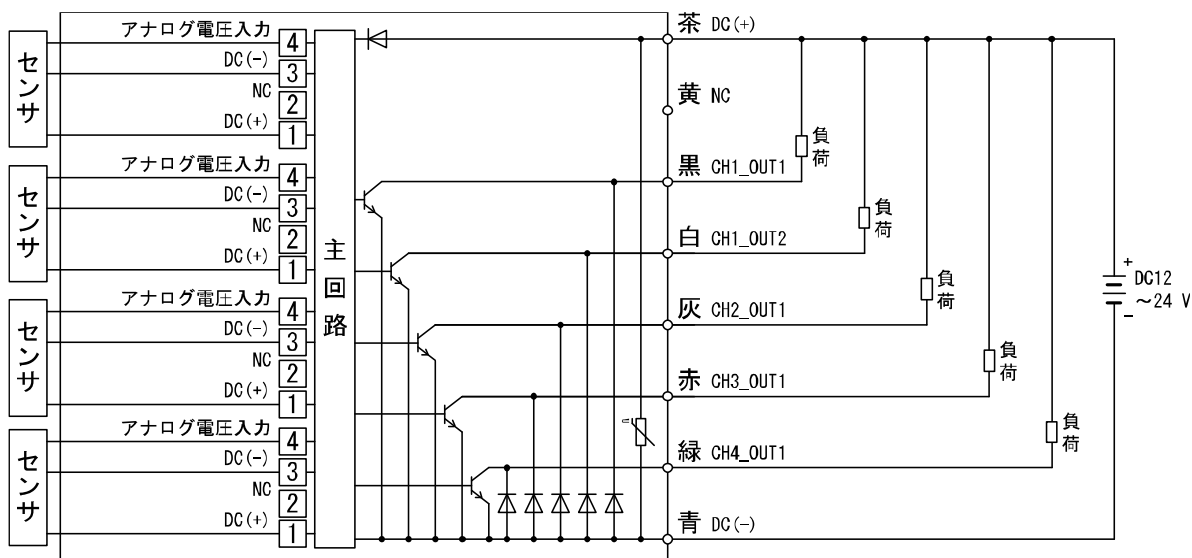 センサ
アナログ電圧入力
4
DC(-)
3
NC
2
DC(+)
1
センサ
アナログ電圧入力
4
DC(-)
3
NC
2
DC(+)
1
センサ
アナログ電圧入力
4
DC(-)
3
NC
2
DC(+)
1
センサ
アナログ電圧入力
4
DC(-)
3
NC
2
DC(+)
1
主回路
茶 DC(+)
黄 NC
黒 CH1_OUT1
白 CH1_OUT2
灰 CH2_OUT1
赤 CH3_OUT1
緑 CH4_OUT1
青 DC(-)
負荷
負荷
負荷
負荷
負荷
+
DC12
～24 V
-